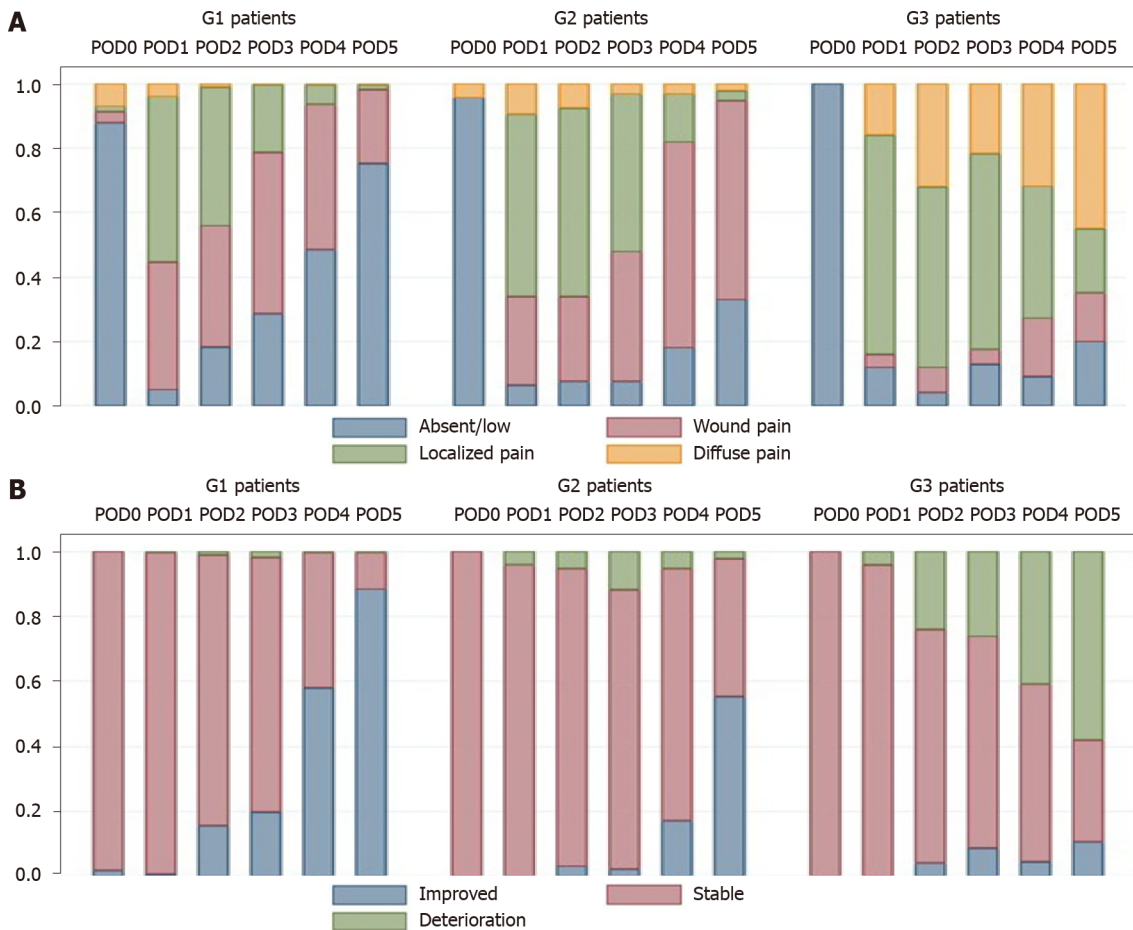 A
G1 patients G2 patients G3 patients
POD0 POD1 POD2 POD3 POD4 POD5 POD0 POD1 POD2 POD3 POD4 POD5 POD0 POD1 POD2 POD3 POD4 POD5
1.0
0.8
0.6
0.4
0.2
0.0
Absent/low Wound pain
Localized pain Diffuse pain
B
G1 patients G2 patients G3 patients
POD0 POD1 POD2 POD3 POD4 POD5 POD0 POD1 POD2 POD3 POD4 POD5 POD0 POD1 POD2 POD3 POD4 POD5
1.0
0.8
0.6
0.4
0.2
0.0
Improved Stable
Deterioration